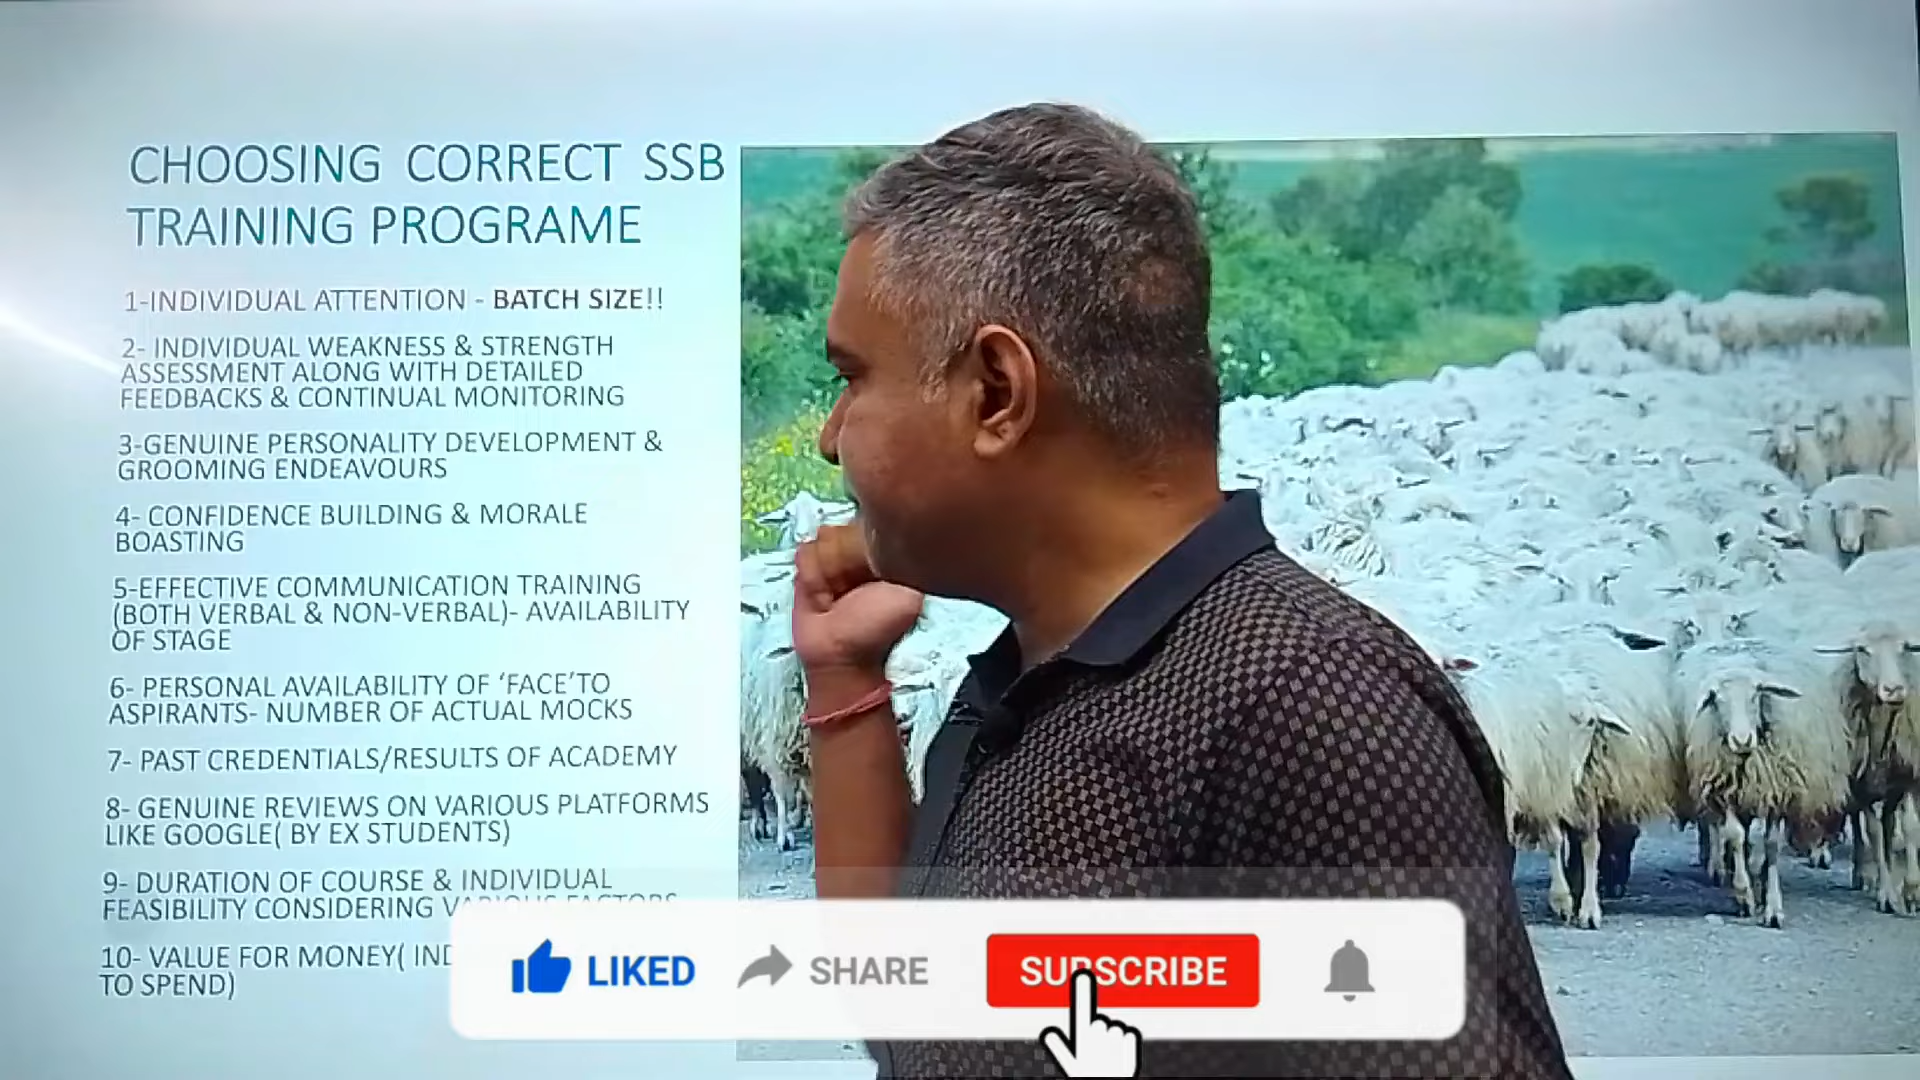 CHOOSING CORRECT SSB
TRAINING PROGRAME
1-INDIVIDUAL ATTENTION - BATCH SIZE!!
2- INDIVIDUAL WEAKNESS & STRENGTH
ASSESSMENT ALONG WITH DETAILED
FEEDBACKS & CONTINUAL MONITORING
3-GENUINE PERSONALITY DEVELOPMENT &
GROOMING ENDEAVOURS
4- CONFIDENCE BUILDING & MORALE
BOASTING
5-EFFECTIVE COMMUNICATION TRAINING
(BOTH VERBAL & NON-VERBAL)- AVAILABILITY
OF STAGE
6- PERSONAL AVAILABILITY OF ‘FACE’TO
ASPIRANTS- NUMBER OF ACTUAL MOCKS
7- PAST CREDENTIALS/RESULTS OF ACADEMY
8- GENUINE REVIEWS ON VARIOUS PLATFORMS
LIKE GOOGLE( BY EX STUDENTS)
9- DURATION OF COURSE & INDIVIDUAL
FEASIBILITY CONSIDERING VARIOUS FACTORS
10- VALUE FOR MONEY(
TO SPEND)
LIKED SHARE SUBSCRIBE